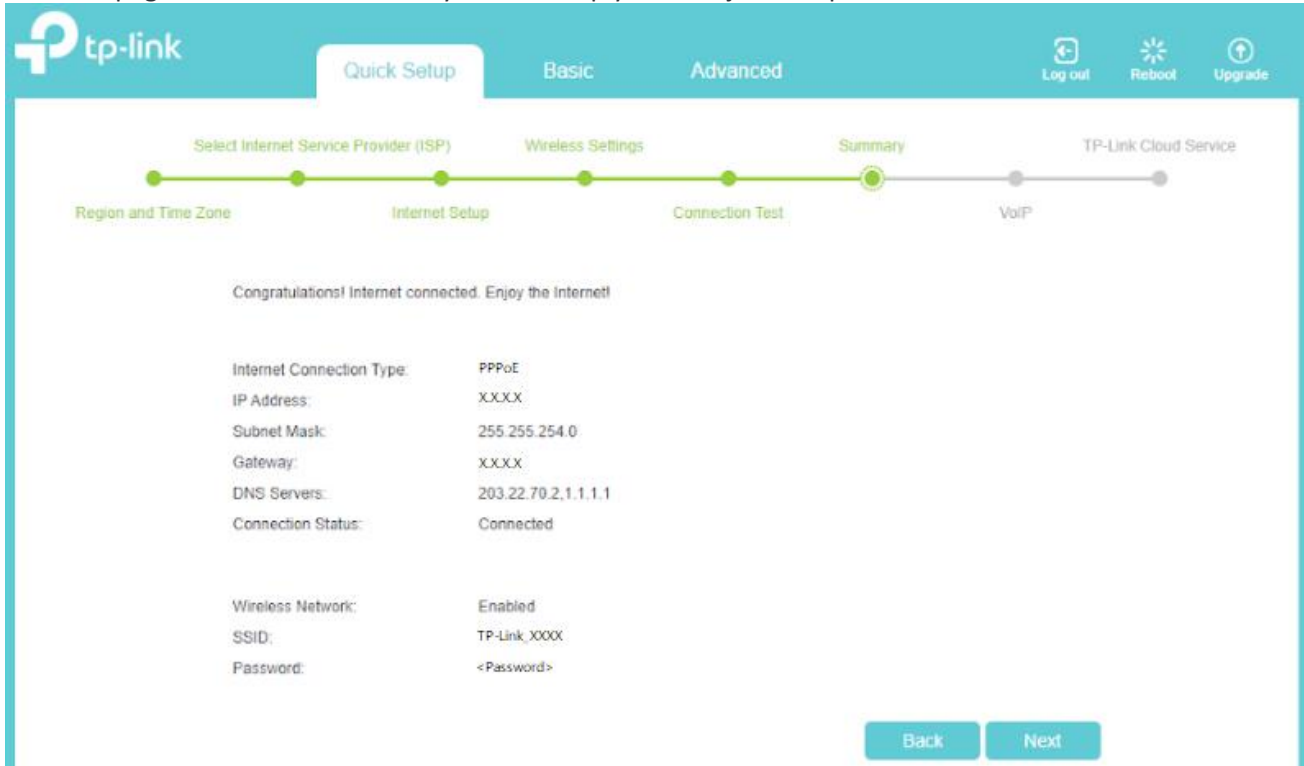 tp-link
Quick Setup Basic Advanced
Log out Reboot Upgrade
Select Internet Service Provider (ISP) Wireless Settings Summary TP-Link Cloud Service
Region and Time Zone Internet Setup Connection Test VoIP
Congratulations! Internet connected. Enjoy the Internet!
Internet Connection Type: PPPoE
IP Address: X.X.X.X
Subnet Mask: 255.255.254.0
Gateway: X.X.X.X
DNS Servers: 203.22.70.2,1.1.1.1
Connection Status: Connected
Wireless Network: Enabled
SSID: TP-Link_XXXX
Password: <Password>
Back Next